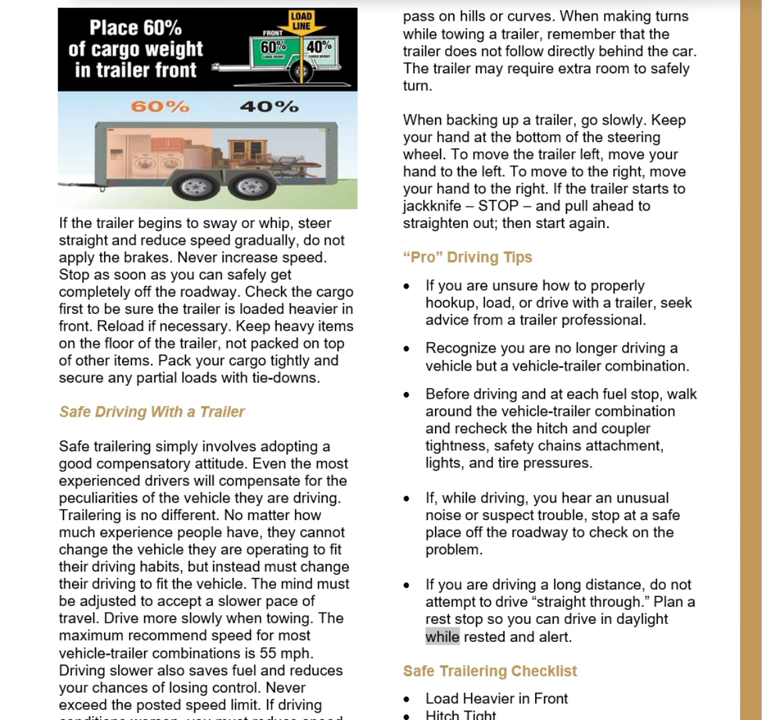 Place 60%
of cargo weight
in trailer front
LOAD
LINE
FRONT
60%
40%
60% 40%
If the trailer begins to sway or whip, steer
straight and reduce speed gradually, do not
apply the brakes. Never increase speed.
Stop as soon as you can safely get
completely off the roadway. Check the cargo
first to be sure the trailer is loaded heavier in
front. Reload if necessary. Keep heavy items
on the floor of the trailer, not packed on top
of other items. Pack your cargo tightly and
secure any partial loads with tie-downs.
Safe Driving With a Trailer
Safe trailering simply involves adopting a
good compensatory attitude. Even the most
experienced drivers will compensate for the
peculiarities of the vehicle they are driving.
Trailering is no different. No matter how
much experience people have, they cannot
change the vehicle they are operating to fit
their driving habits, but instead must change
their driving to fit the vehicle. The mind must
be adjusted to accept a slower pace of
travel. Drive more slowly when towing. The
maximum recommend speed for most
vehicle-trailer combinations is 55 mph.
Driving slower also saves fuel and reduces
your chances of losing control. Never
exceed the posted speed limit. If driving
conditions worsen, you must reduce speed
pass on hills or curves. When making turns
while towing a trailer, remember that the
trailer does not follow directly behind the car.
The trailer may require extra room to safely
turn.
When backing up a trailer, go slowly. Keep
your hand at the bottom of the steering
wheel. To move the trailer left, move your
hand to the left. To move to the right, move
your hand to the right. If the trailer starts to
jackknife – STOP – and pull ahead to
straighten out; then start again.
“Pro” Driving Tips
• If you are unsure how to properly
hookup, load, or drive with a trailer, seek
advice from a trailer professional.
• Recognize you are no longer driving a
vehicle but a vehicle-trailer combination.
• Before driving and at each fuel stop, walk
around the vehicle-trailer combination
and recheck the hitch and coupler
tightness, safety chains attachment,
lights, and tire pressures.
• If, while driving, you hear an unusual
noise or suspect trouble, stop at a safe
place off the roadway to check on the
problem.
• If you are driving a long distance, do not
attempt to drive “straight through.” Plan a
rest stop so you can drive in daylight
while rested and alert.
Safe Trailering Checklist
• Load Heavier in Front
• Hitch Tight